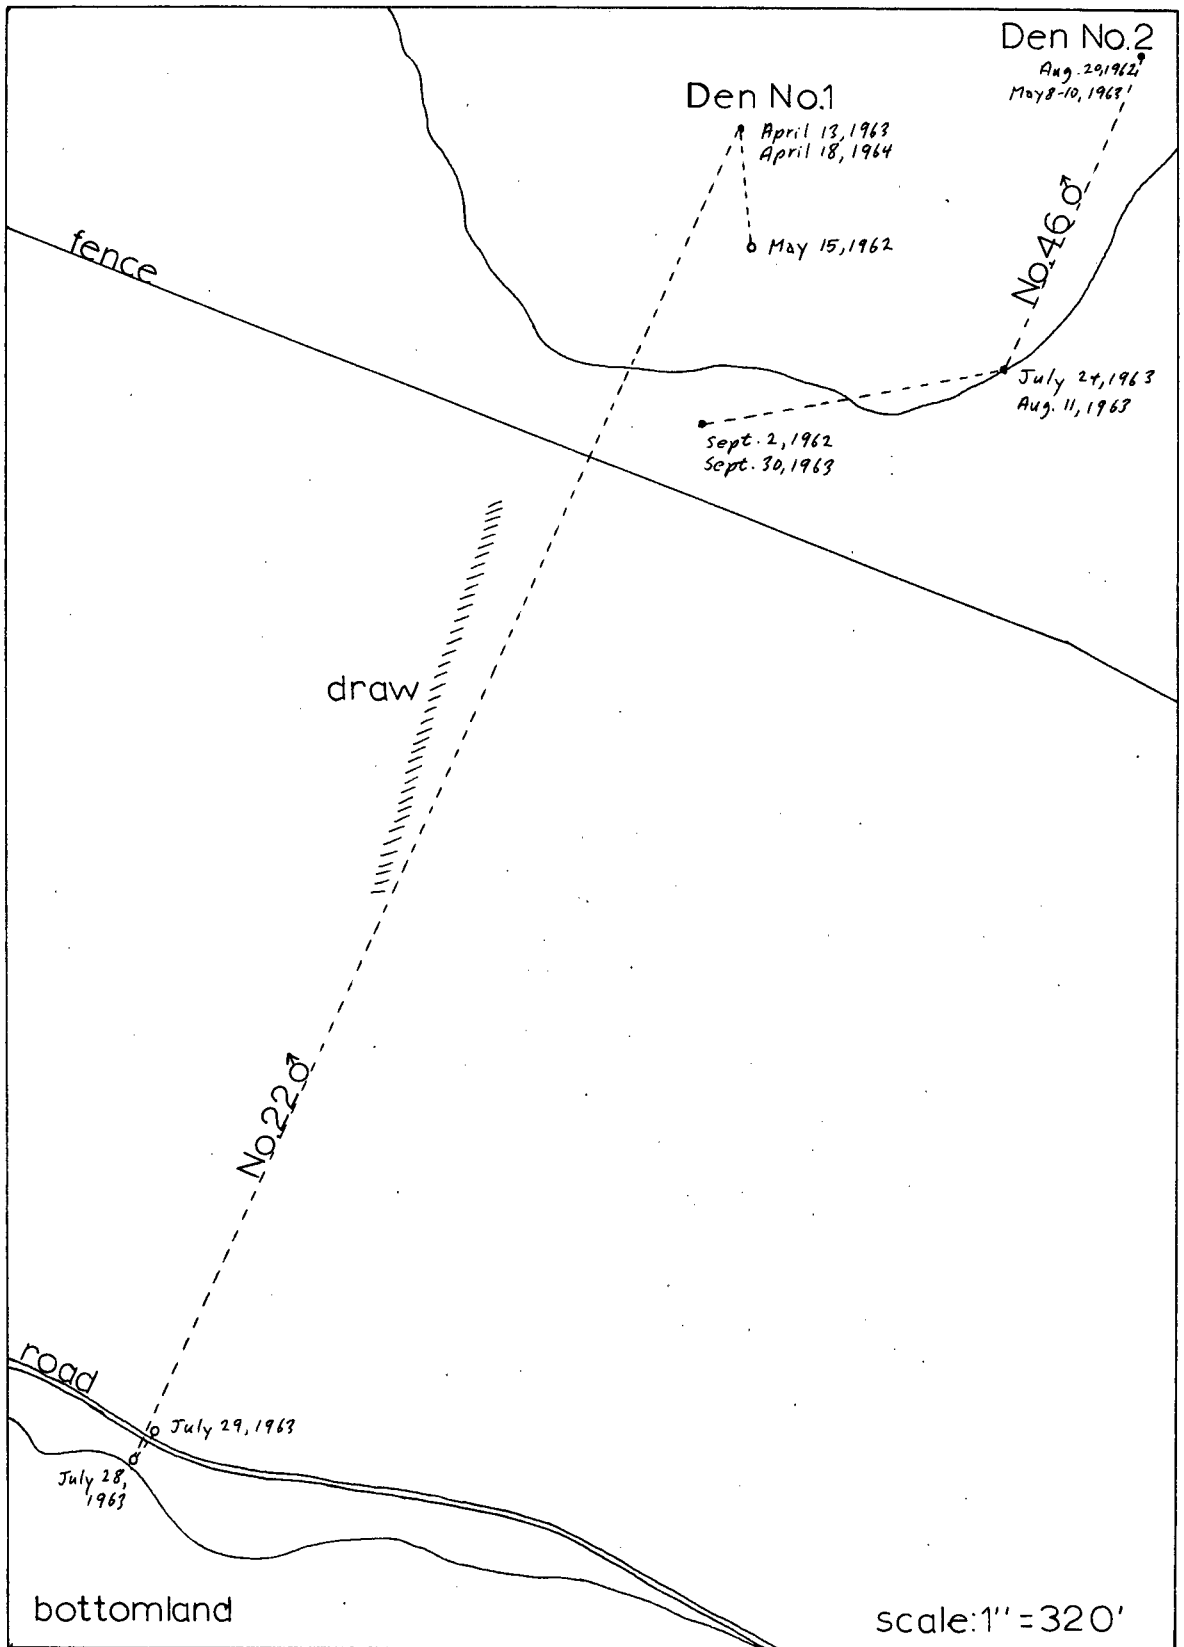 Den No.2
Aug. 20,1962
May 8-10, 1963
Den No.1
April 13, 1963
April 18, 1964
No.46 ♂
May 15, 1962
fence
July 24, 1963
Aug. 11, 1963
Sept. 2, 1962
Sept. 30, 1963
draw
No.22 ♂
road
July 29, 1963
July 28,
1963
bottomland
scale: 1" = 320'